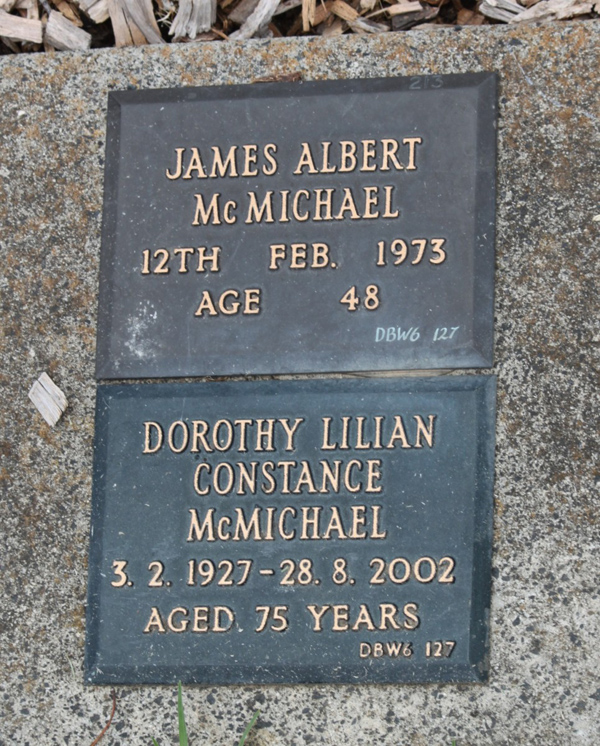 213
JAMES ALBERT
McMICHAEL
12TH FEB. 1973
AGE 48
DBW6 127
DOROTHY LILIAN
CONSTANCE
McMICHAEL
3. 2. 1927-28. 8. 2002
AGED 75 YEARS
DBW6 127